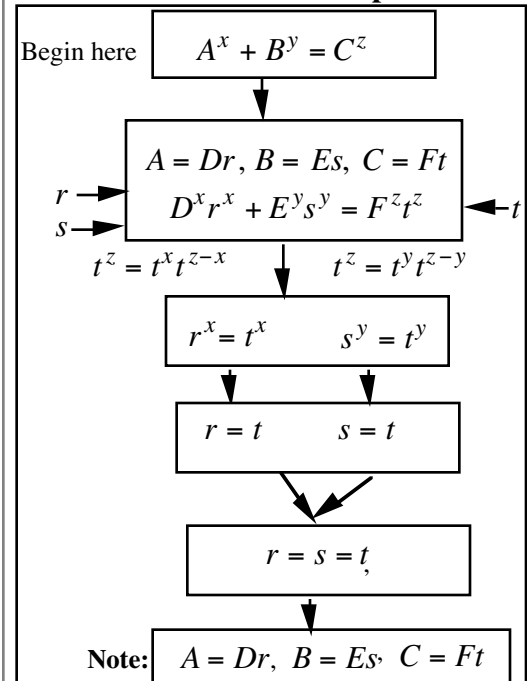 Begin here A^x + B^y = C^z
A = Dr, B = Es, C = Ft
r
D^x r^x + E^y s^y = F^z t^z
t
s
t^z = t^x t^{z−x} t^z = t^y t^{z−y}
r^x = t^x s^y = t^y
r = t s = t
r = s = t,
Note: A = Dr, B = Es, C = Ft